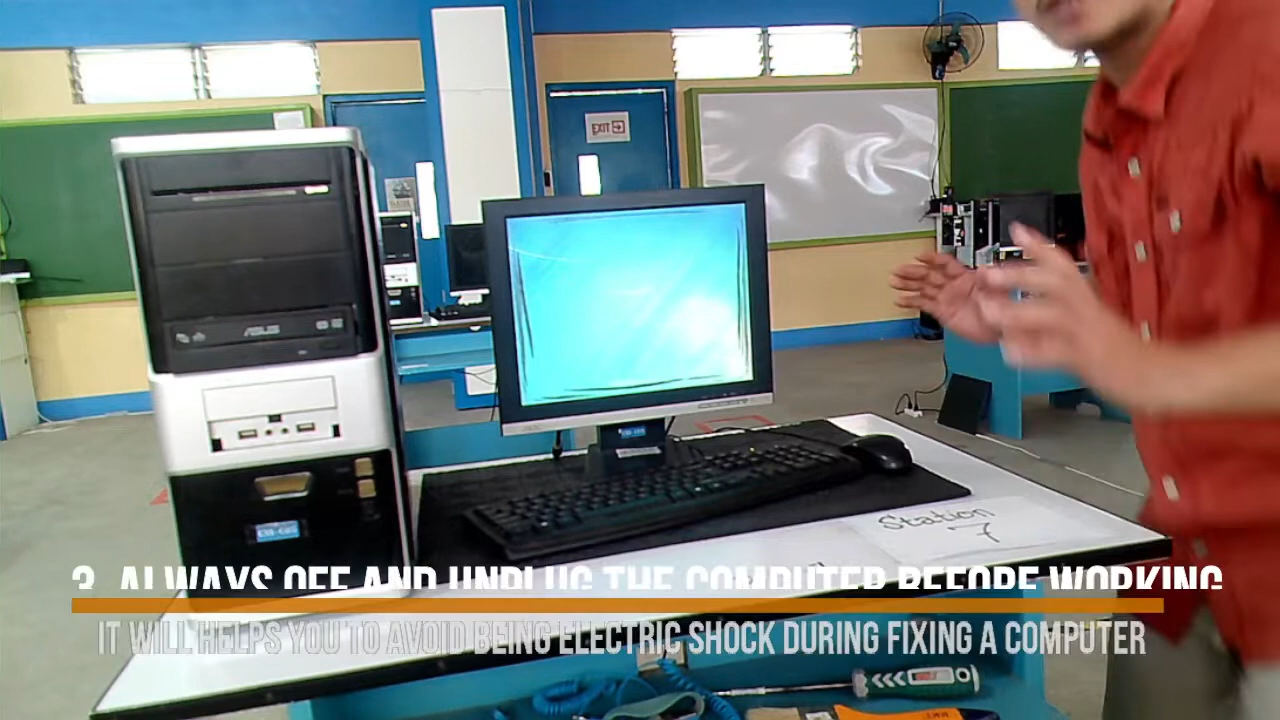 EXIT
ASUS
Station
7
3. ALWAYS OFF AND UNPLUG THE COMPUTER BEFORE WORKING
IT WILL HELPS YOU TO AVOID BEING ELECTRIC SHOCK DURING FIXING A COMPUTER